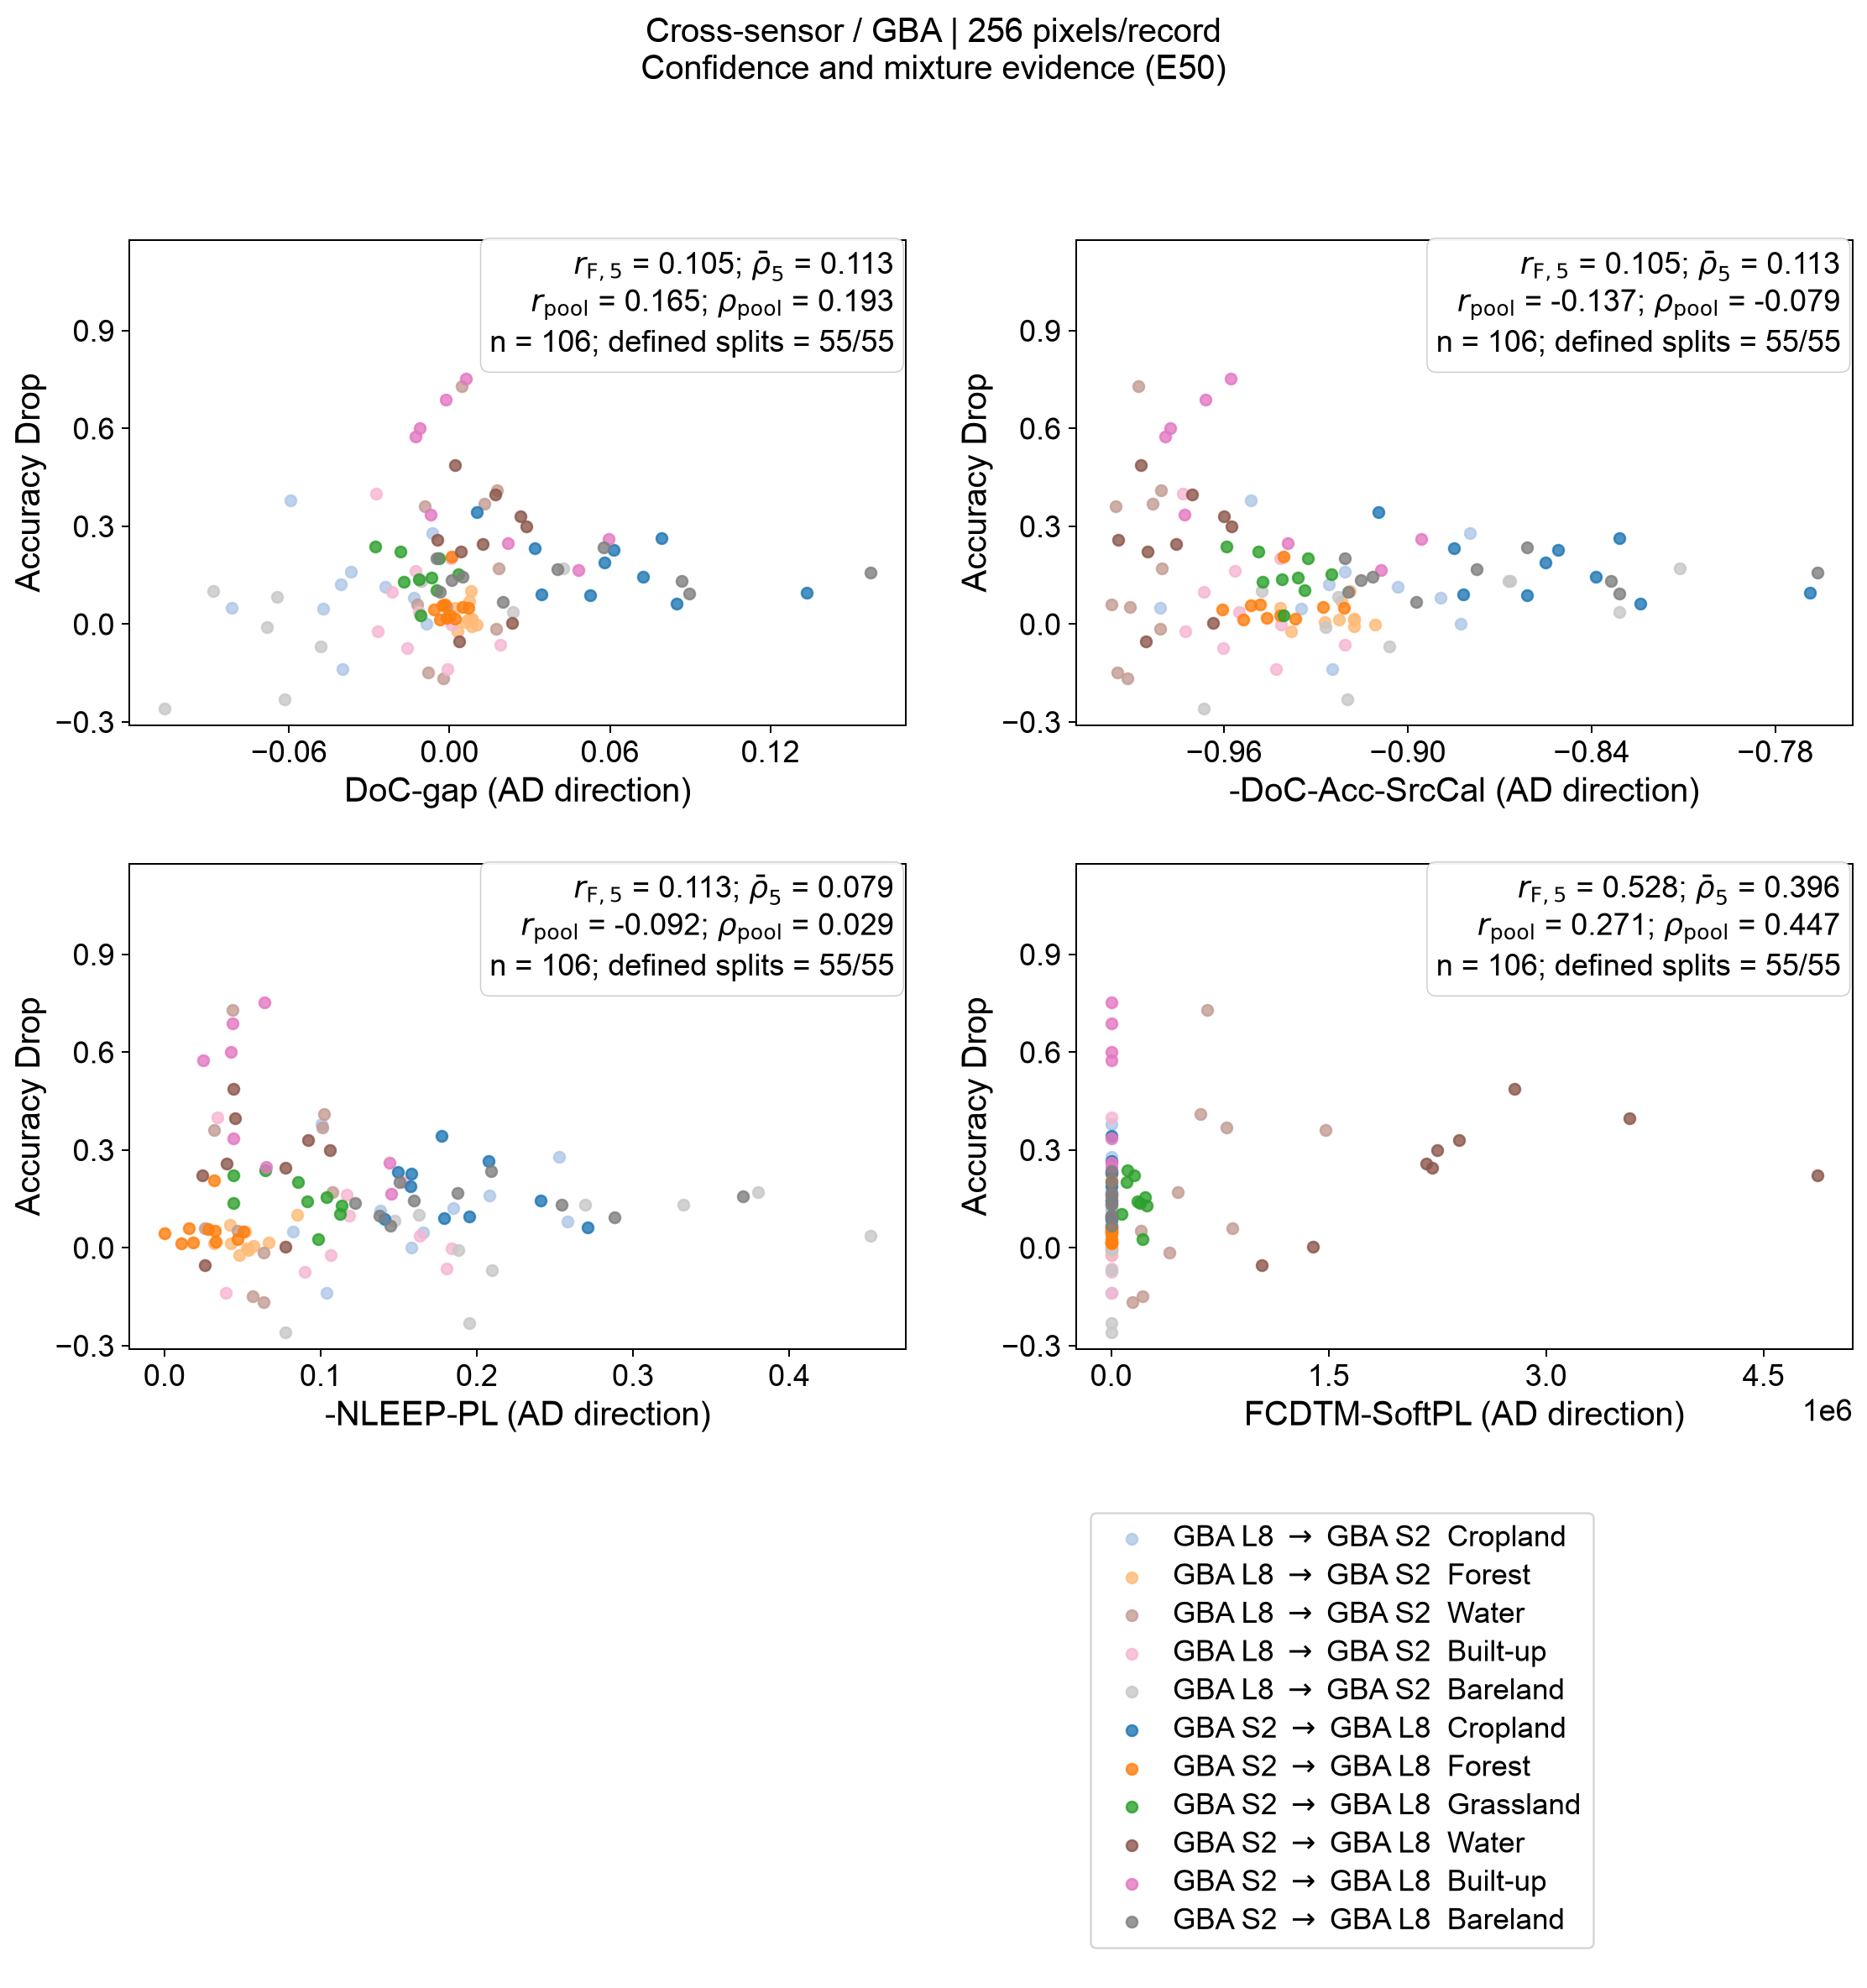 Cross-sensor / GBA | 256 pixels/record
Confidence and mixture evidence (E50)
r_F,5 = 0.105; ρ̄_5 = 0.113
r_pool = 0.165; ρ_pool = 0.193
n = 106; defined splits = 55/55
Accuracy Drop
0.9
0.6
0.3
0.0
−0.3
−0.06 0.00 0.06 0.12
DoC-gap (AD direction)
r_F,5 = 0.105; ρ̄_5 = 0.113
r_pool = -0.137; ρ_pool = -0.079
n = 106; defined splits = 55/55
Accuracy Drop
0.9
0.6
0.3
0.0
−0.3
−0.96 −0.90 −0.84 −0.78
-DoC-Acc-SrcCal (AD direction)
r_F,5 = 0.113; ρ̄_5 = 0.079
r_pool = -0.092; ρ_pool = 0.029
n = 106; defined splits = 55/55
Accuracy Drop
0.9
0.6
0.3
0.0
−0.3
0.0 0.1 0.2 0.3 0.4
-NLEEP-PL (AD direction)
r_F,5 = 0.528; ρ̄_5 = 0.396
r_pool = 0.271; ρ_pool = 0.447
n = 106; defined splits = 55/55
Accuracy Drop
0.9
0.6
0.3
0.0
−0.3
0.0 1.5 3.0 4.5
FCDTM-SoftPL (AD direction)
1e6
GBA L8 → GBA S2 Cropland
GBA L8 → GBA S2 Forest
GBA L8 → GBA S2 Water
GBA L8 → GBA S2 Built-up
GBA L8 → GBA S2 Bareland
GBA S2 → GBA L8 Cropland
GBA S2 → GBA L8 Forest
GBA S2 → GBA L8 Grassland
GBA S2 → GBA L8 Water
GBA S2 → GBA L8 Built-up
GBA S2 → GBA L8 Bareland